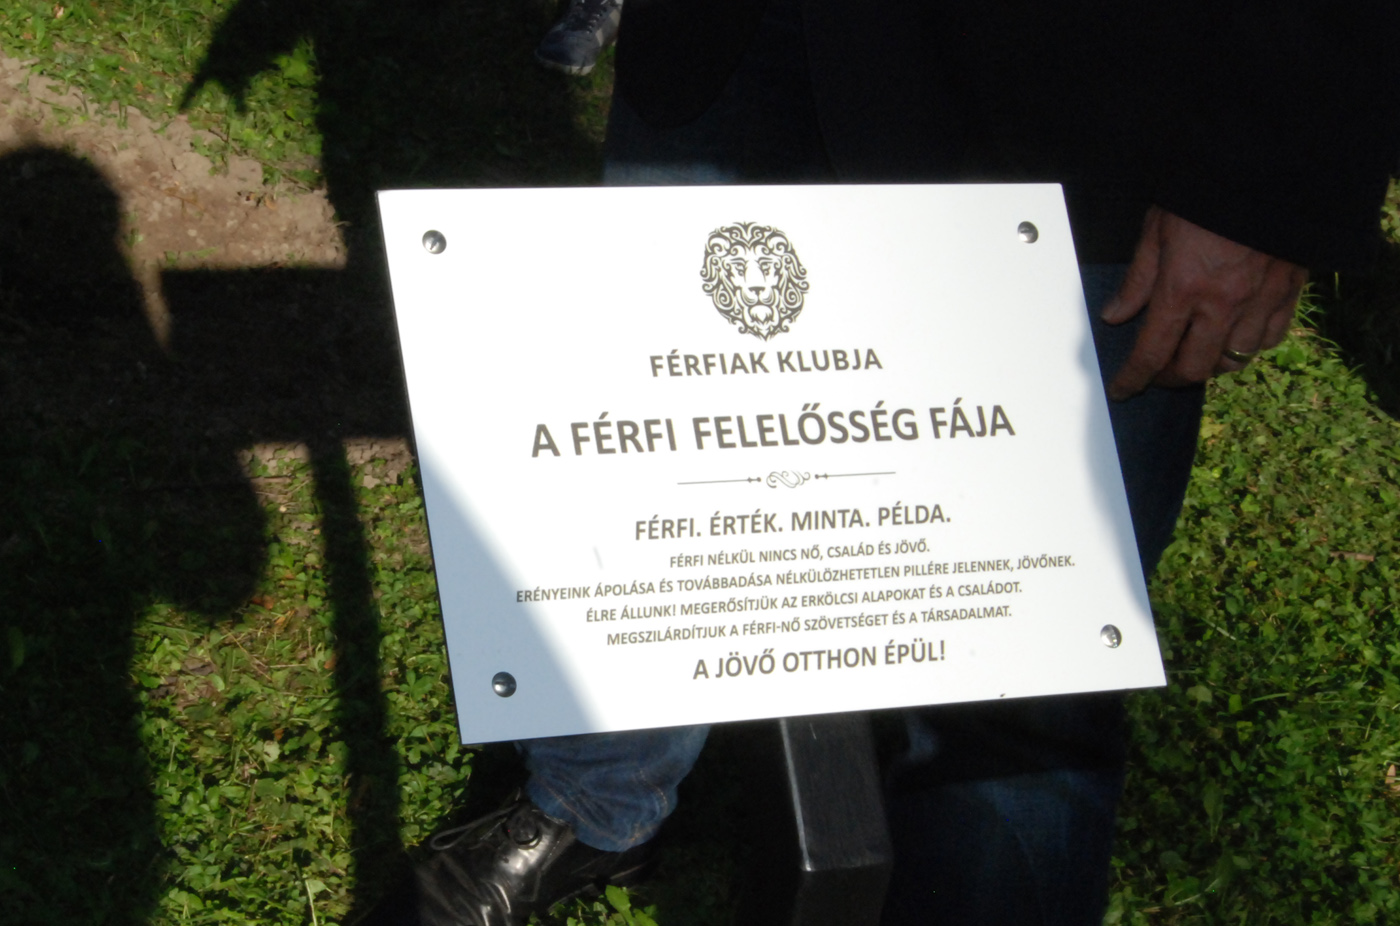 FÉRFIAK KLUBJA
A FÉRFI FELELŐSSÉG FÁJA
FÉRFI. ÉRTÉK. MINTA. PÉLDA.
FÉRFI NÉLKÜL NINCS NŐ, CSALÁD ÉS JÖVŐ.
ERÉNYEINK ÁPOLÁSA ÉS TOVÁBBADÁSA NÉLKÜLÖZHETETLEN PILLÉRE JELENNEK, JÖVŐNEK.
ÉLRE ÁLLUNK! MEGERŐSÍTJÜK AZ ERKÖLCSI ALAPOKAT ÉS A CSALÁDOT.
MEGSZILÁRDÍTJUK A FÉRFI-NŐ SZÖVETSÉGET ÉS A TÁRSADALMAT.
A JÖVŐ OTTHON ÉPÜL!